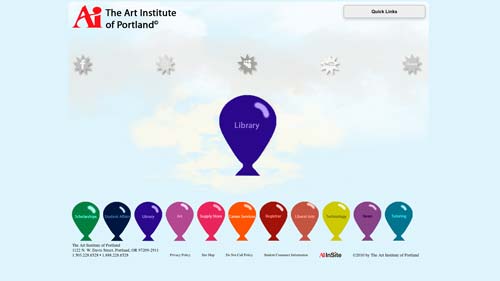 Ai The Art Institute
of Portland©
Quick Links
Library
Scholarships
Student Affairs
Library
Art
Supply Store
Career Services
Registrar
Liberal Arts
Technology
News
Tutoring
The Art Institute of Portland
1122 N. W. Davis Street, Portland, OR 97209-2911
1.503.228.6528 • 1.888.228.6528
Privacy Policy
Site Map
Do Not Call Policy
Student Consumer Information
AiInSite
©2010 by The Art Institute of Portland